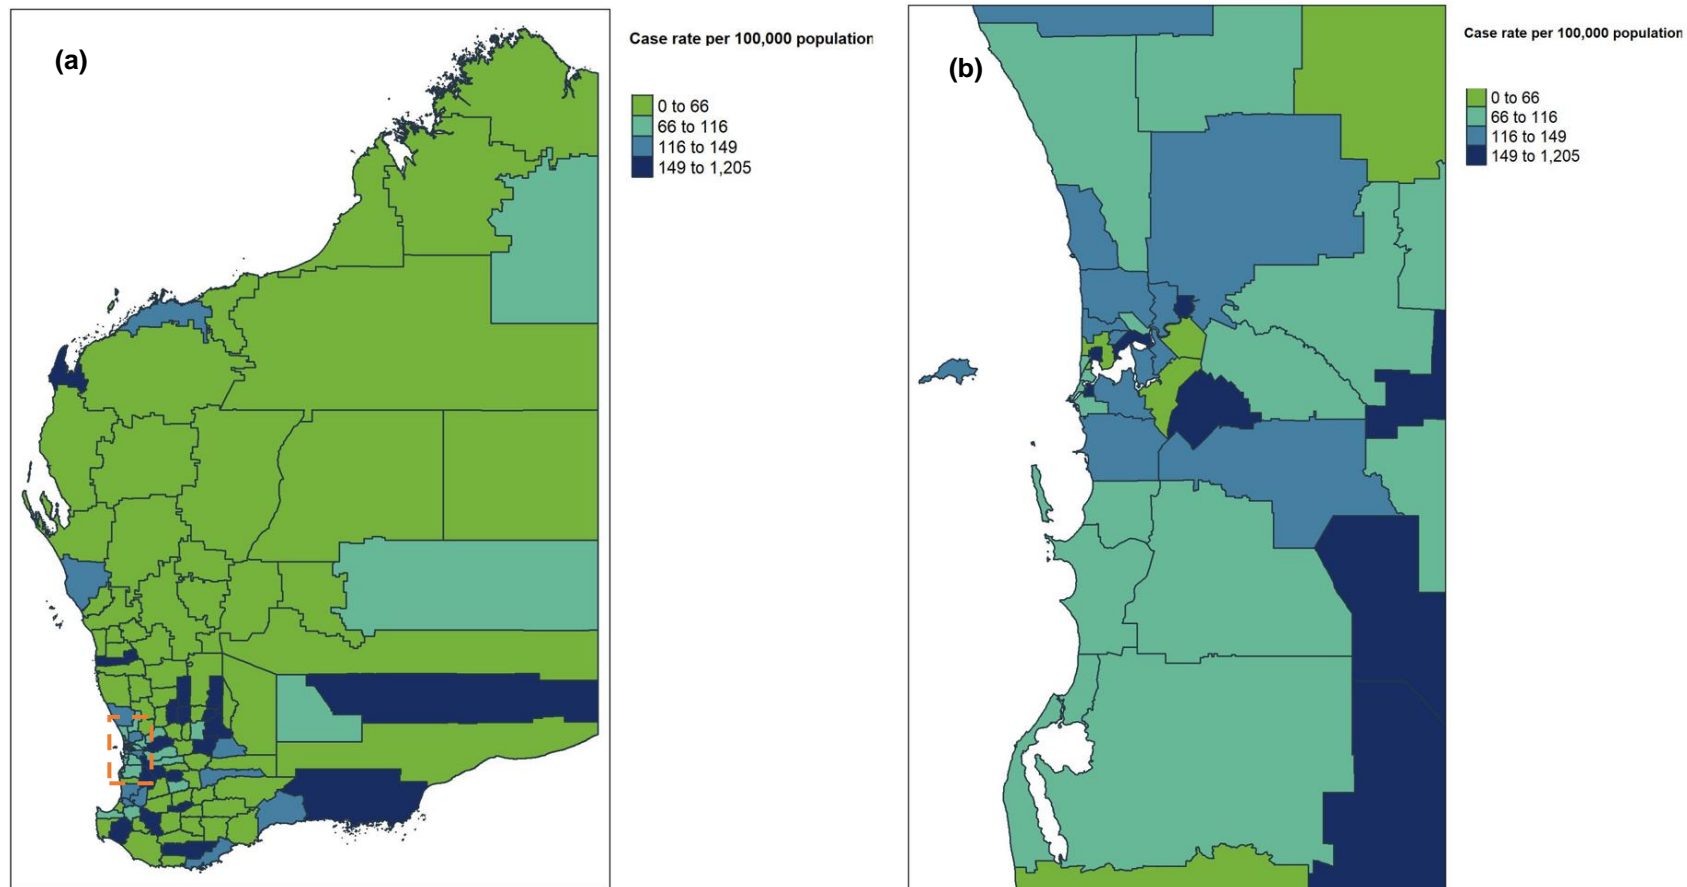 (a)
Case rate per 100,000 population
0 to 66
66 to 116
116 to 149
149 to 1,205
(b)
Case rate per 100,000 population
0 to 66
66 to 116
116 to 149
149 to 1,205